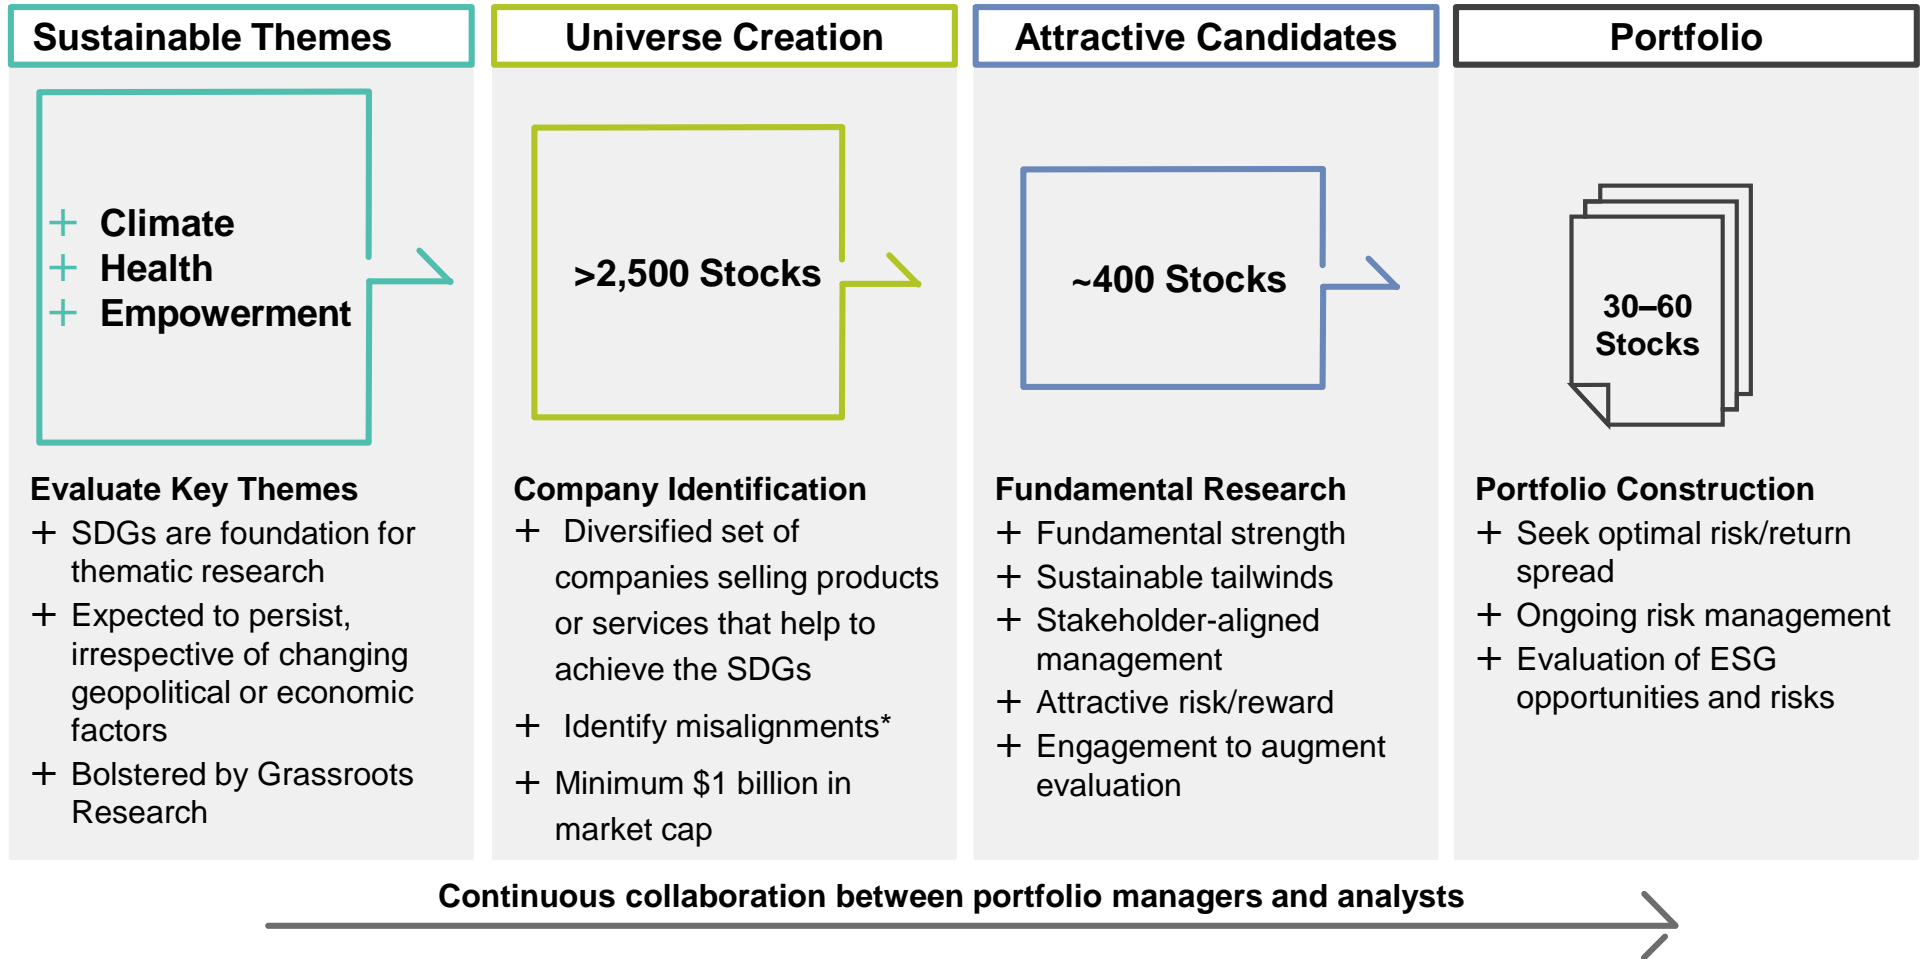 Sustainable Themes
+ Climate
+ Health
+ Empowerment
Evaluate Key Themes
+ SDGs are foundation for
thematic research
+ Expected to persist,
irrespective of changing
geopolitical or economic
factors
+ Bolstered by Grassroots
Research
Universe Creation
>2,500 Stocks
Company Identification
+ Diversified set of
companies selling products
or services that help to
achieve the SDGs
+ Identify misalignments*
+ Minimum $1 billion in
market cap
Attractive Candidates
~400 Stocks
Fundamental Research
+ Fundamental strength
+ Sustainable tailwinds
+ Stakeholder-aligned
management
+ Attractive risk/reward
+ Engagement to augment
evaluation
Portfolio
30–60
Stocks
Portfolio Construction
+ Seek optimal risk/return
spread
+ Ongoing risk management
+ Evaluation of ESG
opportunities and risks
Continuous collaboration between portfolio managers and analysts